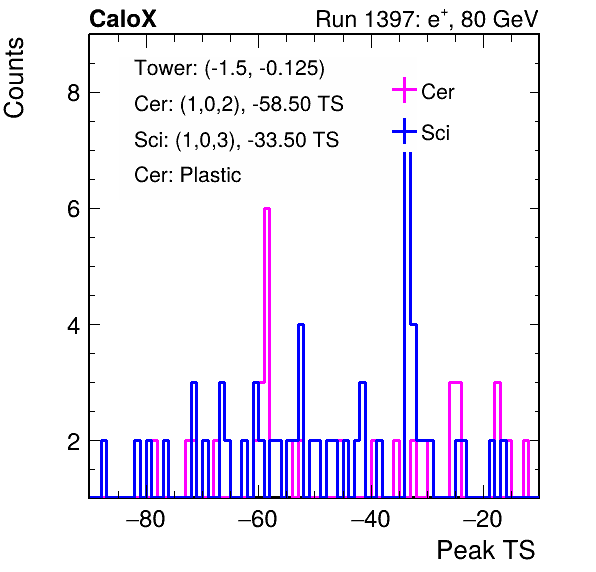 CaloX Run 1397: e⁺, 80 GeV
Counts
Tower: (-1.5, -0.125)
Cer: (1,0,2), -58.50 TS
Sci: (1,0,3), -33.50 TS
Cer: Plastic
Cer
Sci
8
6
4
2
−80 −60 −40 −20
Peak TS